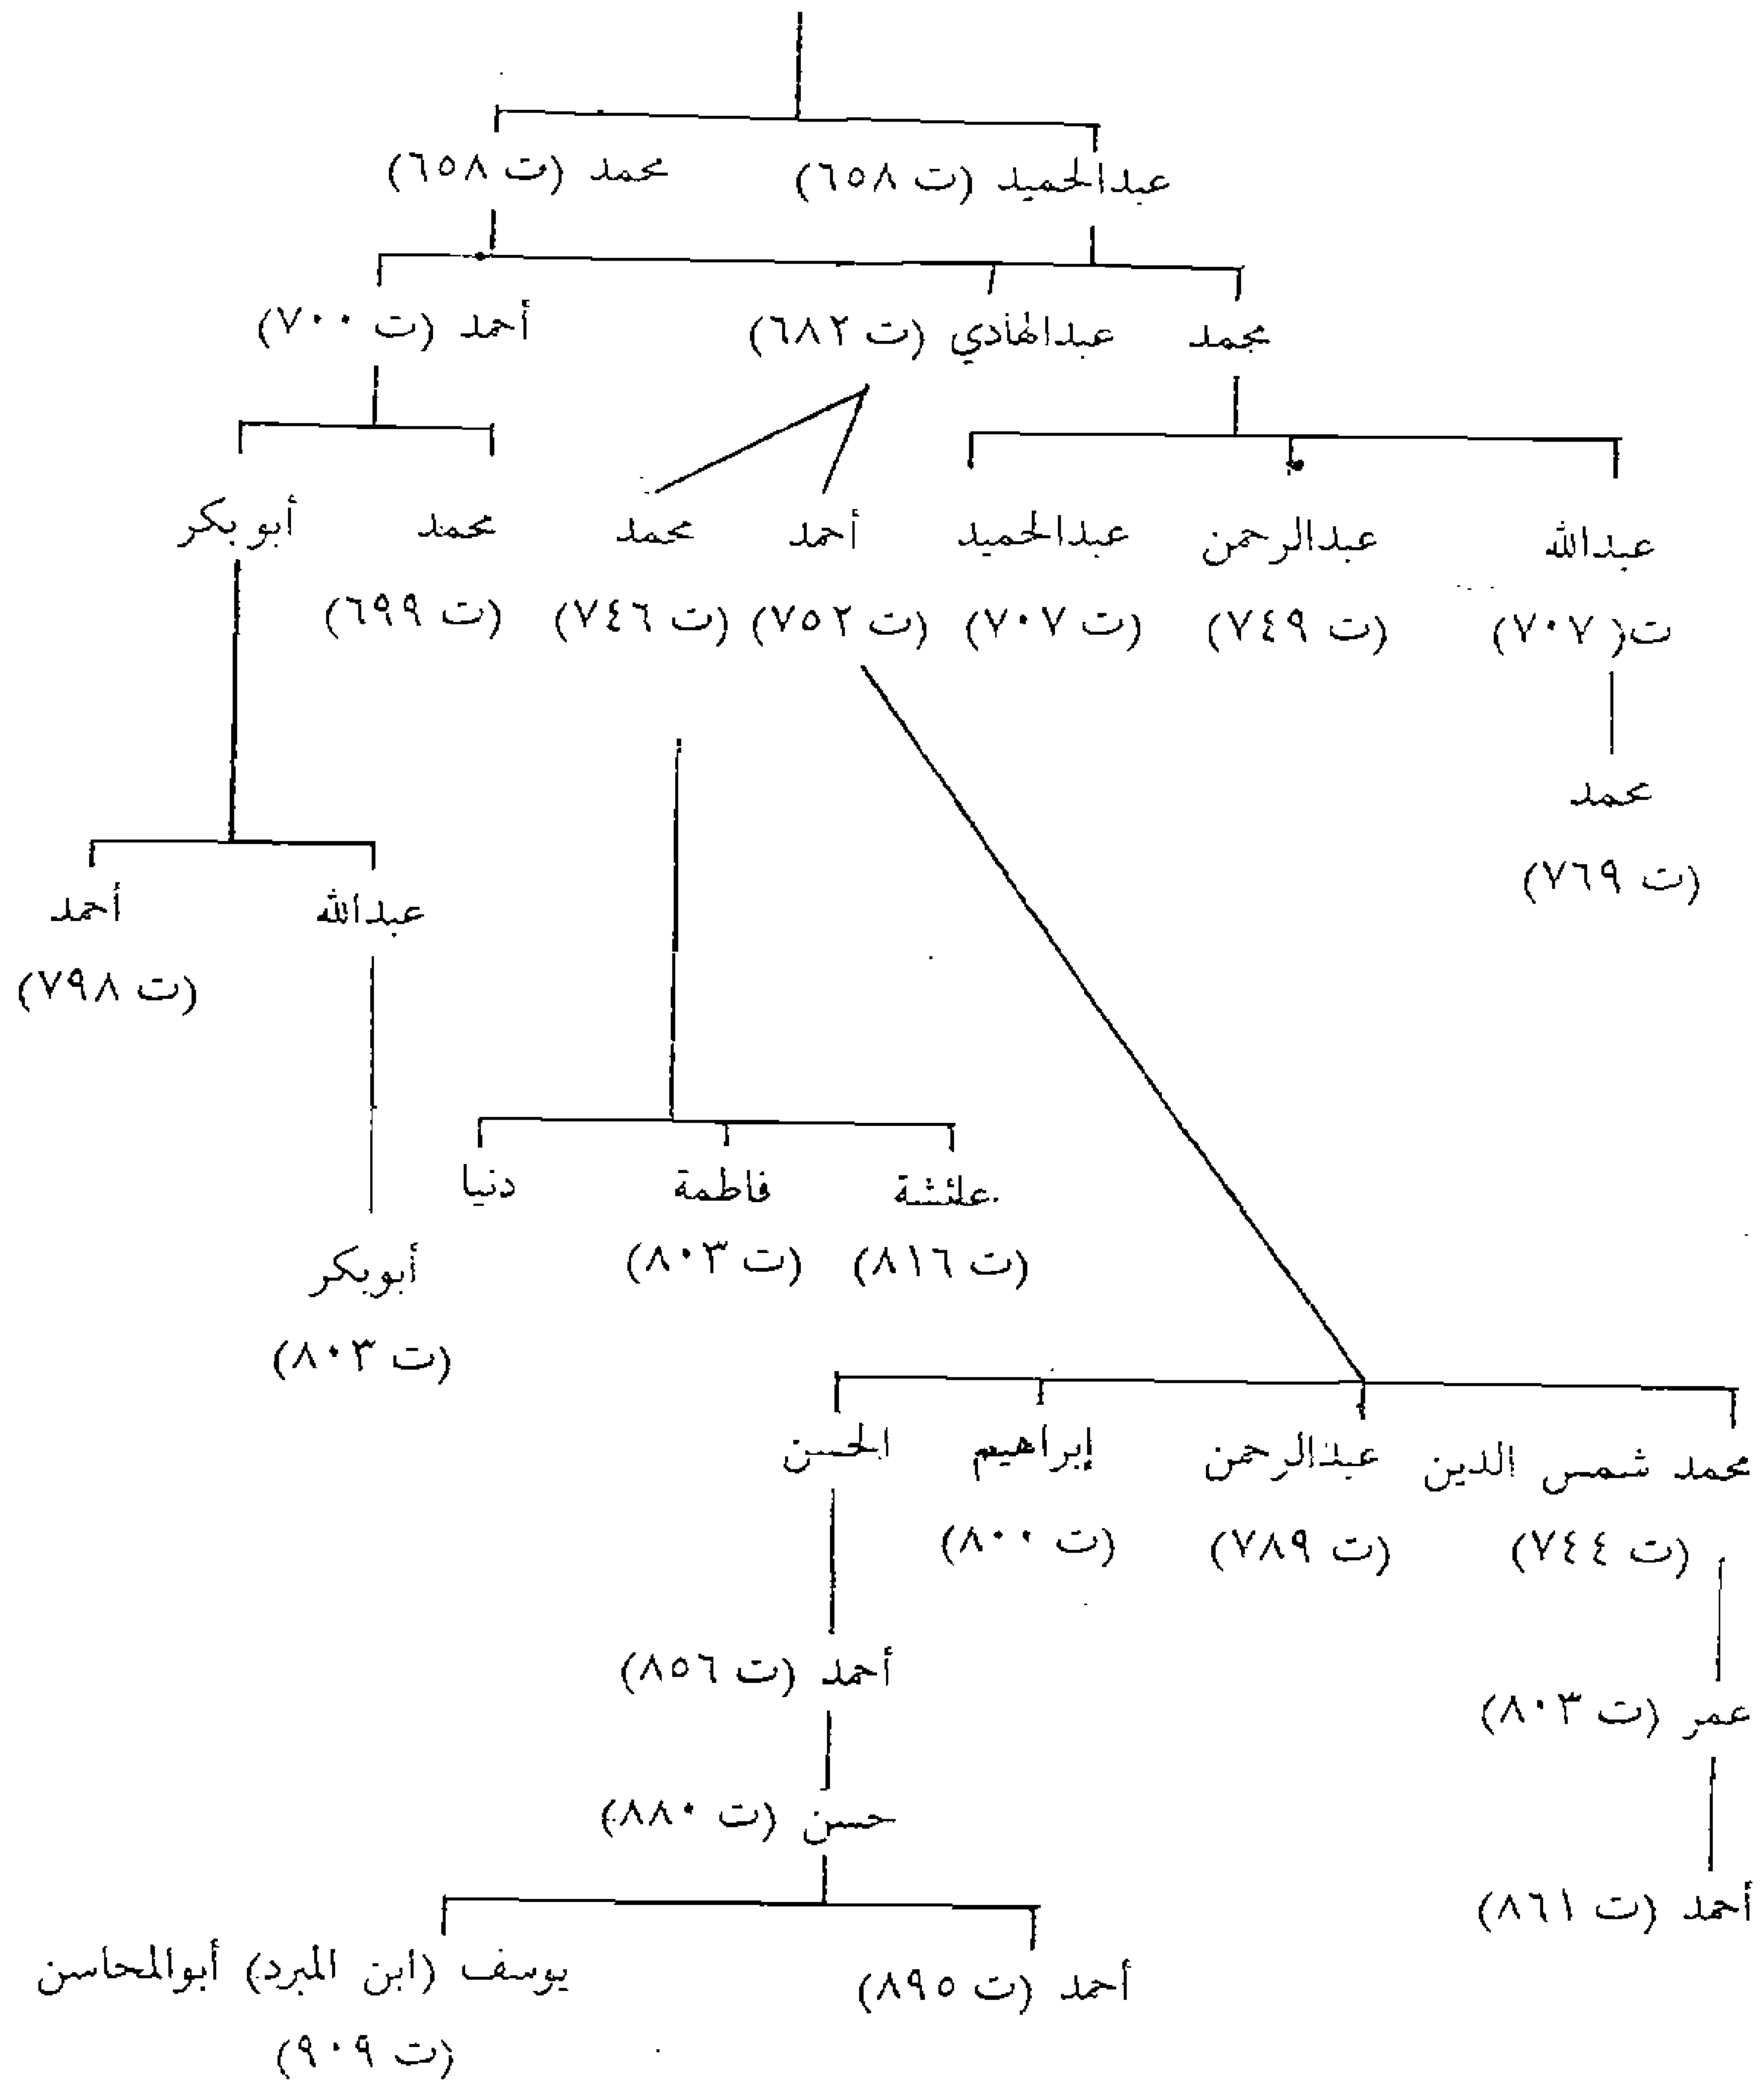 عبدالحميد (ت ٦٥٨) محمد (ت ٦٥٨)
محمد عبدالهادي (ت ٦٨٢) أحمد (ت ٧٠٠)
عبدالله عبدالرحمن عبدالحميد أحمد محمد محمد أبو بكر
ت( ٧٠٧) (ت ٧٤٩) (ت ٧٠٧) (ت ٧٥٢) (ت ٧٤٦) (ت ٦٩٩)
محمد
(ت ٧٦٩)
عبدالله أحمد
(ت ٧٩٨)
عائشة فاطمة دنيا
(ت ٨١٦) (ت ٨٠٣)
أبوبكر
(ت ٨٠٣)
محمد شمس الدين عبدالرحمن إبراهيم الحسن
(ت ٧٤٤) (ت ٧٨٩) (ت ٨٠٠)
أحمد (ت ٨٥٦)
عمر (ت ٨٠٣)
حسن (ت ٨٨٠)
أحمد (ت ٨٦١)
أحمد (ت ٨٩٥) يوسف (ابن المبرد) أبوالمحاسن
(ت ٩٠٩)